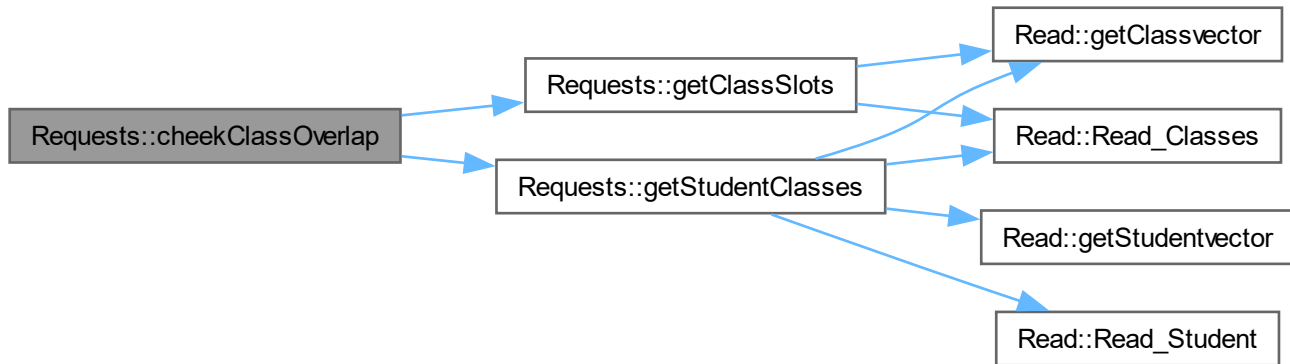 Requests::cheekClassOverlap
Requests::getClassSlots
Requests::getStudentClasses
Read::getClassvector
Read::Read_Classes
Read::getStudentvector
Read::Read_Student